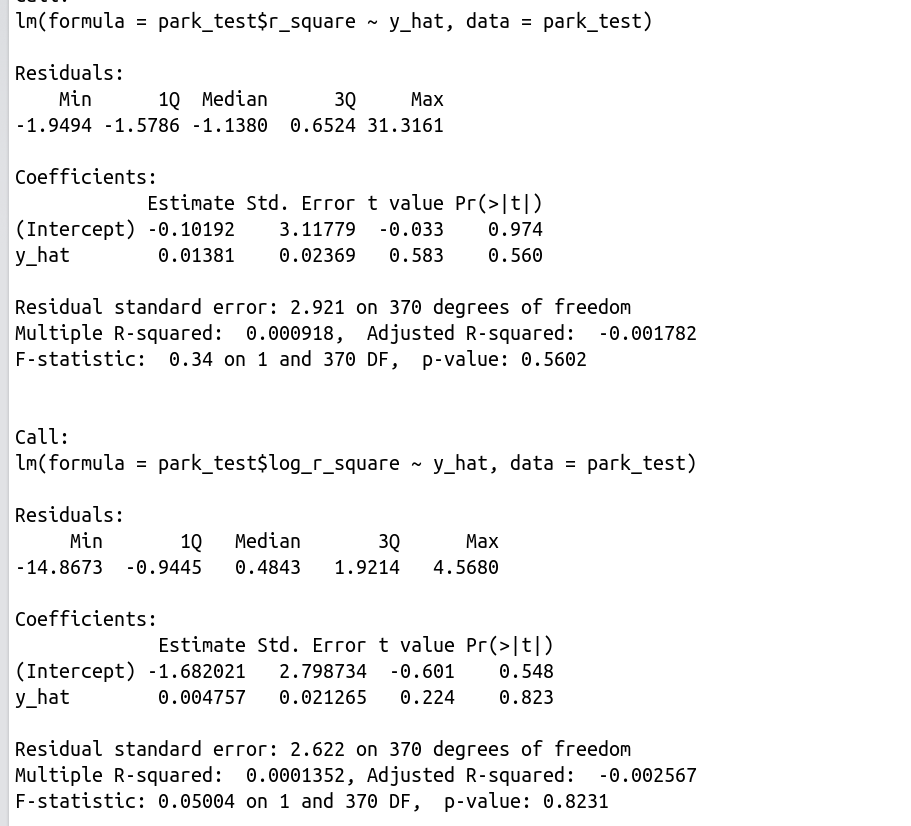 Call:
lm(formula = park_test$r_square ~ y_hat, data = park_test)
Residuals:
Min 1Q Median 3Q Max
-1.9494 -1.5786 -1.1380 0.6524 31.3161
Coefficients:
Estimate Std. Error t value Pr(>|t|)
(Intercept) -0.10192 3.11779 -0.033 0.974
y_hat 0.01381 0.02369 0.583 0.560
Residual standard error: 2.921 on 370 degrees of freedom
Multiple R-squared: 0.000918, Adjusted R-squared: -0.001782
F-statistic: 0.34 on 1 and 370 DF, p-value: 0.5602
Call:
lm(formula = park_test$log_r_square ~ y_hat, data = park_test)
Residuals:
Min 1Q Median 3Q Max
-14.8673 -0.9445 0.4843 1.9214 4.5680
Coefficients:
Estimate Std. Error t value Pr(>|t|)
(Intercept) -1.682021 2.798734 -0.601 0.548
y_hat 0.004757 0.021265 0.224 0.823
Residual standard error: 2.622 on 370 degrees of freedom
Multiple R-squared: 0.0001352, Adjusted R-squared: -0.002567
F-statistic: 0.05004 on 1 and 370 DF, p-value: 0.8231